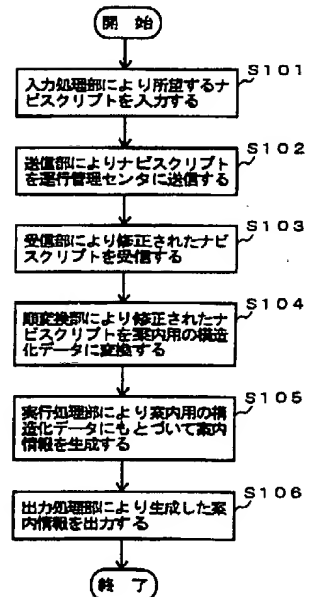 開 始
S101
入力処理部により所望するナ
ビスクリプトを入力する
S102
送信部によりナビスクリプト
を運行管理センタに送信する
S103
受信部により修正されたナビ
スクリプトを受信する
S104
順変換部により修正されたナ
ビスクリプトを案内用の構造
化データに変換する
S105
実行処理部により案内用の構
造化データにもとづいて案内
情報を生成する
S106
出力処理部により生成した案
内情報を出力する
終 了